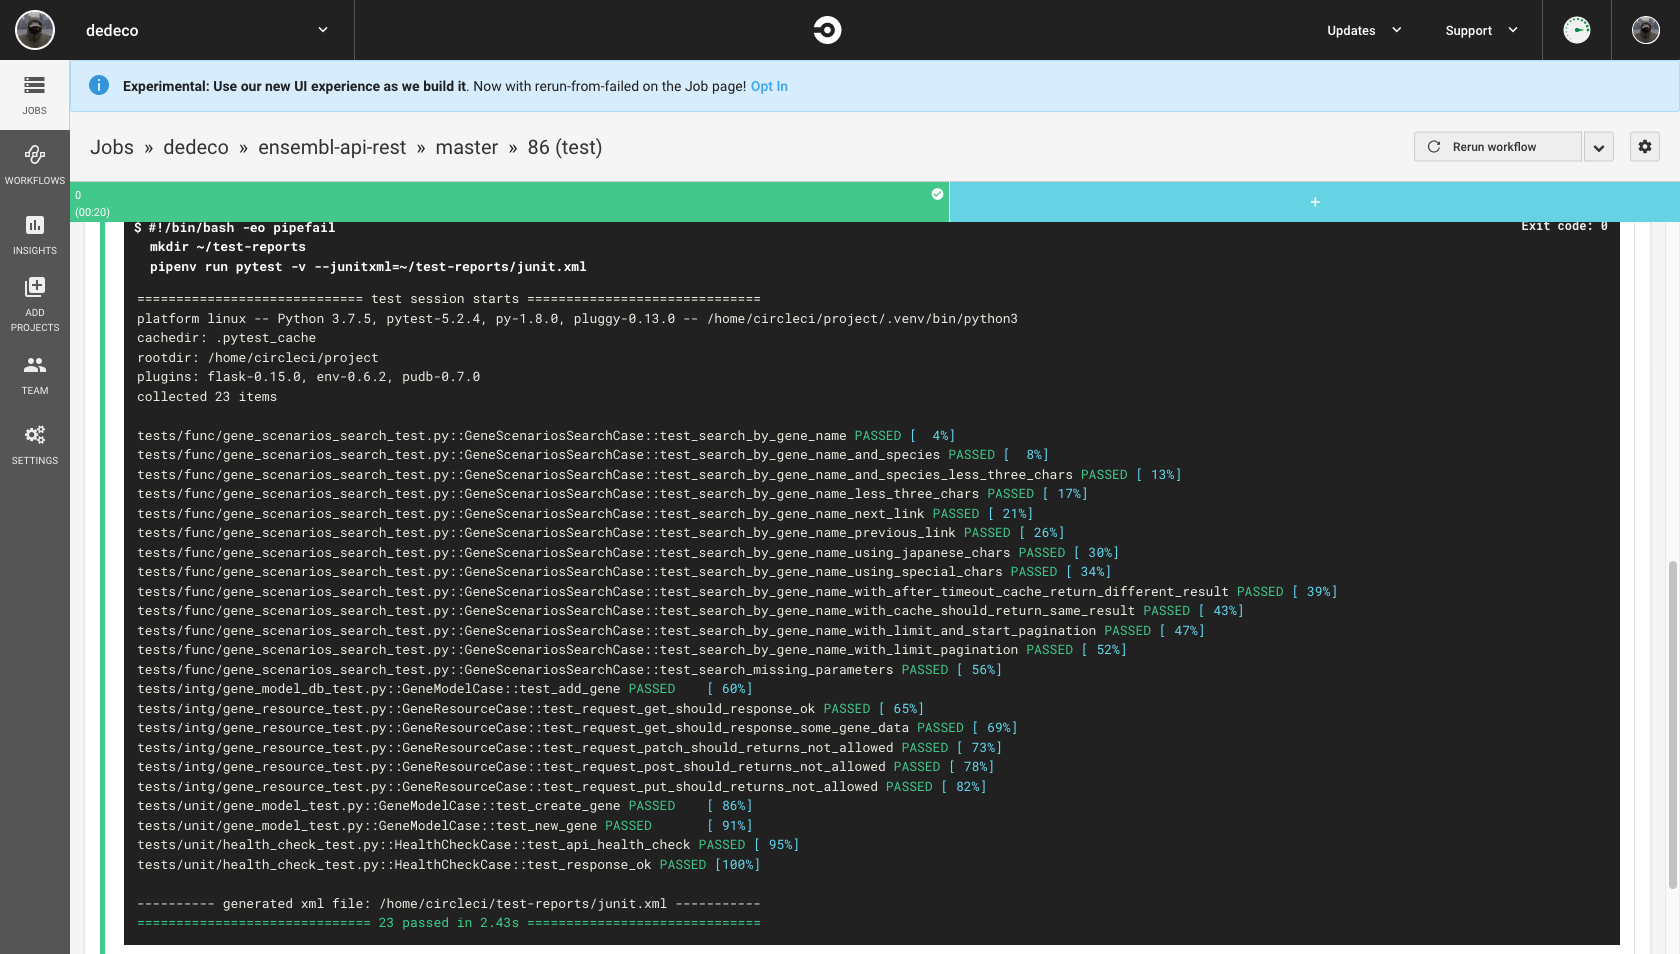 dedeco
Updates
Support
JOBS
WORKFLOWS
INSIGHTS
ADD
PROJECTS
TEAM
SETTINGS
Experimental: Use our new UI experience as we build it. Now with rerun-from-failed on the Job page! Opt In
Jobs » dedeco » ensembl-api-rest » master » 86 (test)
Rerun workflow
0
(00:20)
+
$ #!/bin/bash -eo pipefail
Exit code: 0
mkdir ~/test-reports
pipenv run pytest -v --junitxml=~/test-reports/junit.xml
============================= test session starts ==============================
platform linux -- Python 3.7.5, pytest-5.2.4, py-1.8.0, pluggy-0.13.0 -- /home/circleci/project/.venv/bin/python3
cachedir: .pytest_cache
rootdir: /home/circleci/project
plugins: flask-0.15.0, env-0.6.2, pudb-0.7.0
collected 23 items
tests/func/gene_scenarios_search_test.py::GeneScenariosSearchCase::test_search_by_gene_name PASSED [  4%]
tests/func/gene_scenarios_search_test.py::GeneScenariosSearchCase::test_search_by_gene_name_and_species PASSED [  8%]
tests/func/gene_scenarios_search_test.py::GeneScenariosSearchCase::test_search_by_gene_name_and_species_less_three_chars PASSED [ 13%]
tests/func/gene_scenarios_search_test.py::GeneScenariosSearchCase::test_search_by_gene_name_less_three_chars PASSED [ 17%]
tests/func/gene_scenarios_search_test.py::GeneScenariosSearchCase::test_search_by_gene_name_next_link PASSED [ 21%]
tests/func/gene_scenarios_search_test.py::GeneScenariosSearchCase::test_search_by_gene_name_previous_link PASSED [ 26%]
tests/func/gene_scenarios_search_test.py::GeneScenariosSearchCase::test_search_by_gene_name_using_japanese_chars PASSED [ 30%]
tests/func/gene_scenarios_search_test.py::GeneScenariosSearchCase::test_search_by_gene_name_using_special_chars PASSED [ 34%]
tests/func/gene_scenarios_search_test.py::GeneScenariosSearchCase::test_search_by_gene_name_with_after_timeout_cache_return_different_result PASSED [ 39%]
tests/func/gene_scenarios_search_test.py::GeneScenariosSearchCase::test_search_by_gene_name_with_cache_should_return_same_result PASSED [ 43%]
tests/func/gene_scenarios_search_test.py::GeneScenariosSearchCase::test_search_by_gene_name_with_limit_and_start_pagination PASSED [ 47%]
tests/func/gene_scenarios_search_test.py::GeneScenariosSearchCase::test_search_by_gene_name_with_limit_pagination PASSED [ 52%]
tests/func/gene_scenarios_search_test.py::GeneScenariosSearchCase::test_search_missing_parameters PASSED [ 56%]
tests/intg/gene_model_db_test.py::GeneModelCase::test_add_gene PASSED    [ 60%]
tests/intg/gene_resource_test.py::GeneResourceCase::test_request_get_should_response_ok PASSED [ 65%]
tests/intg/gene_resource_test.py::GeneResourceCase::test_request_get_should_response_some_gene_data PASSED [ 69%]
tests/intg/gene_resource_test.py::GeneResourceCase::test_request_patch_should_returns_not_allowed PASSED [ 73%]
tests/intg/gene_resource_test.py::GeneResourceCase::test_request_post_should_returns_not_allowed PASSED [ 78%]
tests/intg/gene_resource_test.py::GeneResourceCase::test_request_put_should_returns_not_allowed PASSED [ 82%]
tests/unit/gene_model_test.py::GeneModelCase::test_create_gene PASSED    [ 86%]
tests/unit/gene_model_test.py::GeneModelCase::test_new_gene PASSED       [ 91%]
tests/unit/health_check_test.py::HealthCheckCase::test_api_health_check PASSED [ 95%]
tests/unit/health_check_test.py::HealthCheckCase::test_response_ok PASSED [100%]
---------- generated xml file: /home/circleci/test-reports/junit.xml -----------
============================== 23 passed in 2.43s ==============================